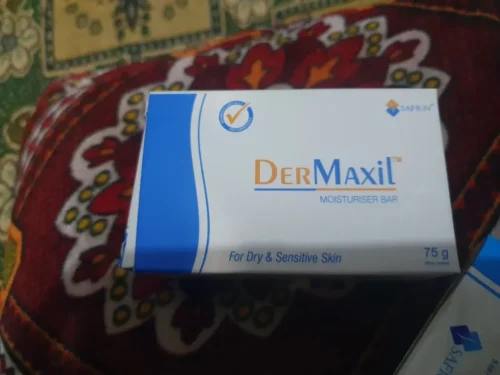 SAFKIN
DERMAXIL™
MOISTURISER BAR
For Dry & Sensitive Skin
75 g